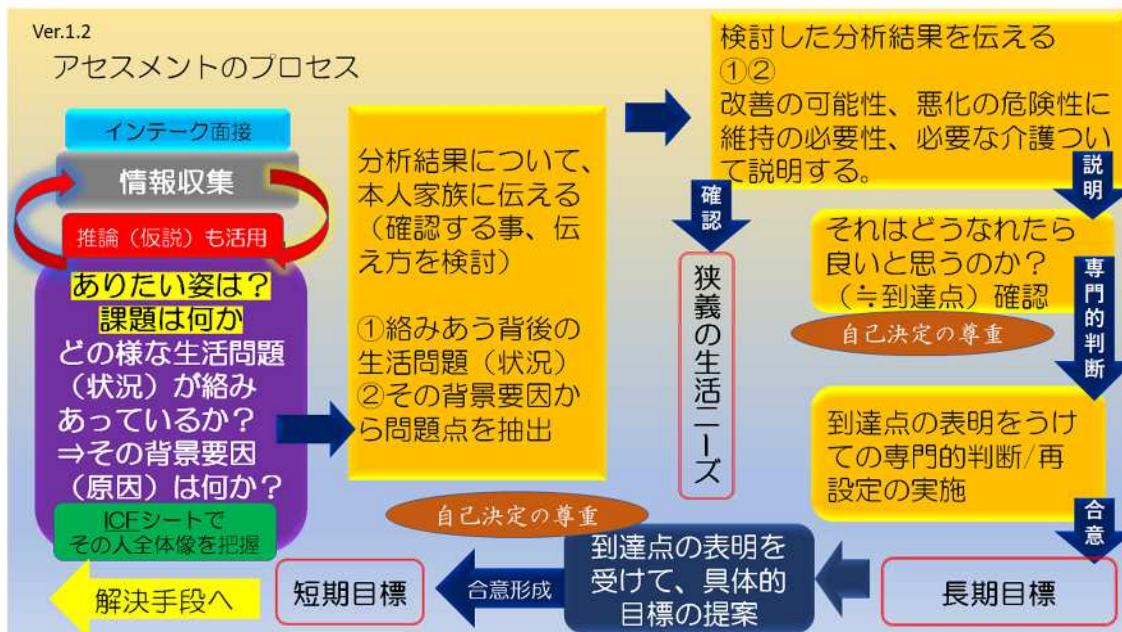 Ver.1.2
アセスメントのプロセス
インテーク面接
情報収集
推論（仮説）も活用
ありたい姿は？
課題は何か
どの様な生活問題
（状況）が絡み
あっているか？
⇒その背景要因
（原因）は何か？
ICFシートで
その人全体像を把握
分析結果について、
本人家族に伝える
（確認する事、伝
え方を検討）
①絡みあう背後の
生活問題（状況）
②その背景要因か
ら問題点を抽出
検討した分析結果を伝える
①②
改善の可能性、悪化の危険性に
維持の必要性、必要な介護つい
て説明する。
確認
狭義の生活ニーズ
説明
それはどうなれたら
良いと思うのか？
（≒到達点）確認
自己決定の尊重
専門的判断
到達点の表明をうけ
ての専門的判断/再
設定の実施
合意
長期目標
自己決定の尊重
到達点の表明を
受けて、具体的
目標の提案
合意形成
短期目標
解決手段へ